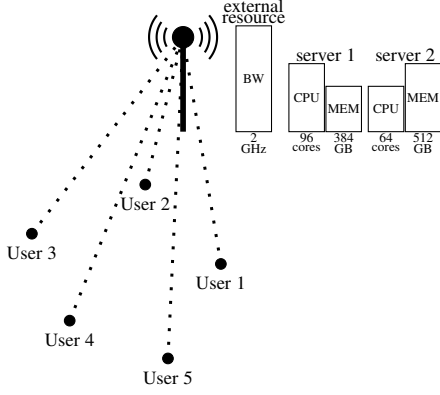 external
resource
server 1
server 2
BW
CPU
MEM
CPU
MEM
2
GHz
96
cores
384
GB
64
cores
512
GB
User 2
User 3
User 1
User 4
User 5